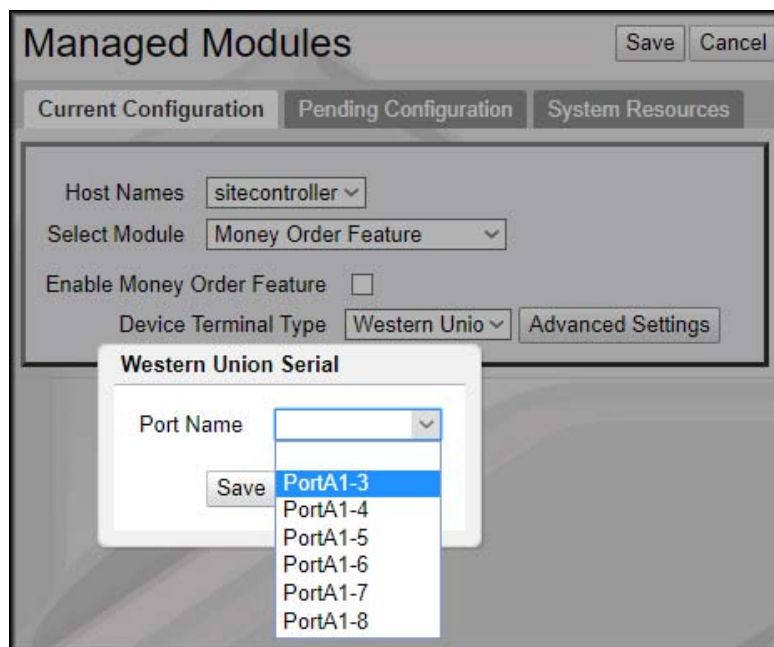 Managed Modules Save Cancel
Current Configuration Pending Configuration System Resources
Host Names sitecontroller
Select Module Money Order Feature
Enable Money Order Feature
Device Terminal Type Western Unio Advanced Settings
Western Union Serial
Port Name
Save
PortA1-3
PortA1-4
PortA1-5
PortA1-6
PortA1-7
PortA1-8